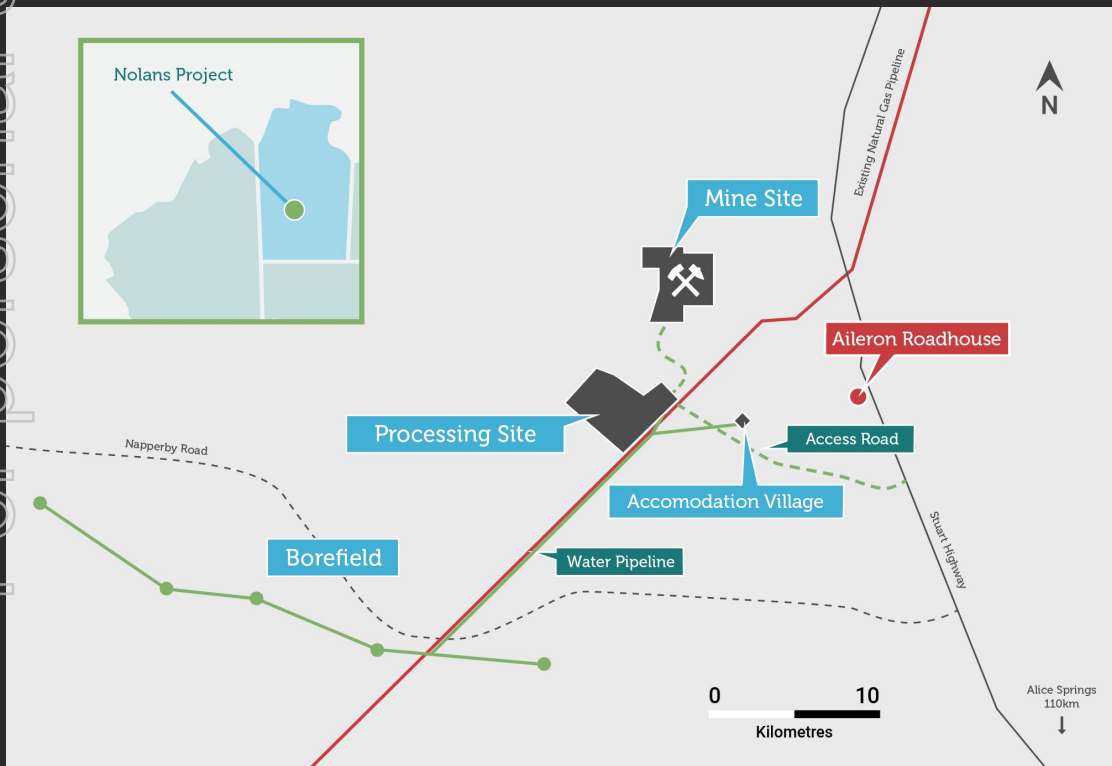 Nolans Project
Existing Natural Gas Pipeline
N
Mine Site
Aileron Roadhouse
Processing Site
Access Road
Napperby Road
Accomodation Village
Stuart Highway
Borefield
Water Pipeline
0 10
Kilometres
Alice Springs
110km